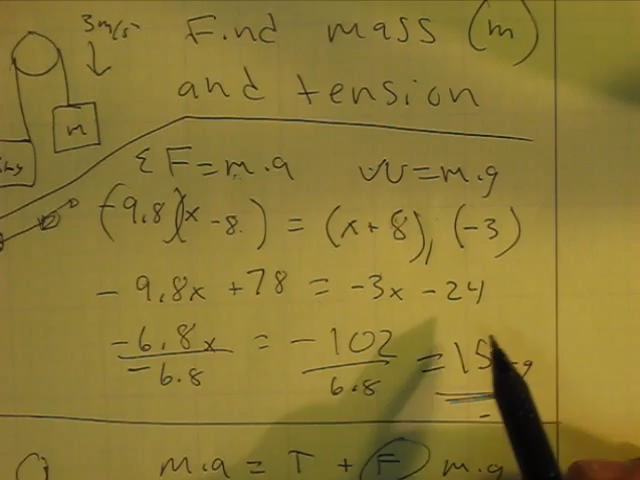 3m/s
Find mass (m)
and tension
m
ΣF=m.a W=m.g
(-9.8)(x-8.) = (x+8), (-3)
- 9.8x +78 = -3x -24
-6.8x = -102 = 15
-6.8 6.8
m.a = T + F m.g